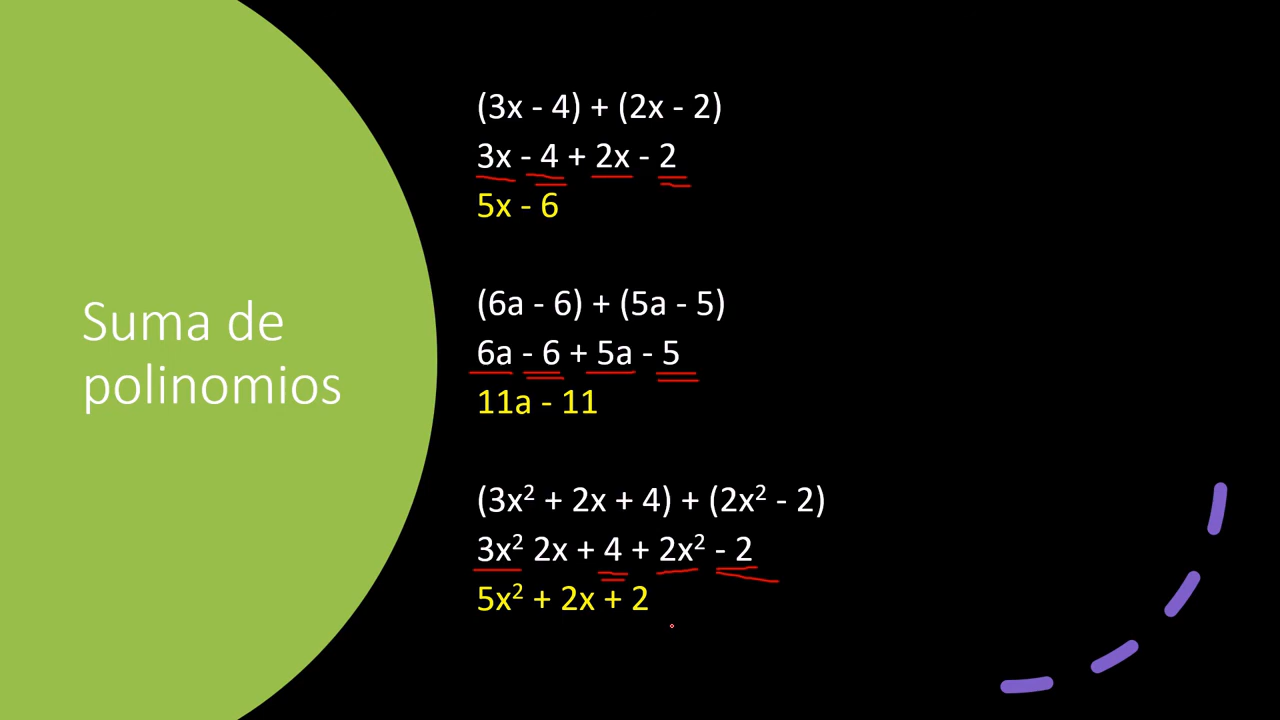 Suma de
polinomios
(3x - 4) + (2x - 2)
3x - 4 + 2x - 2
5x - 6
(6a - 6) + (5a - 5)
6a - 6 + 5a - 5
11a - 11
(3x² + 2x + 4) + (2x² - 2)
3x² 2x + 4 + 2x² - 2
5x² + 2x + 2